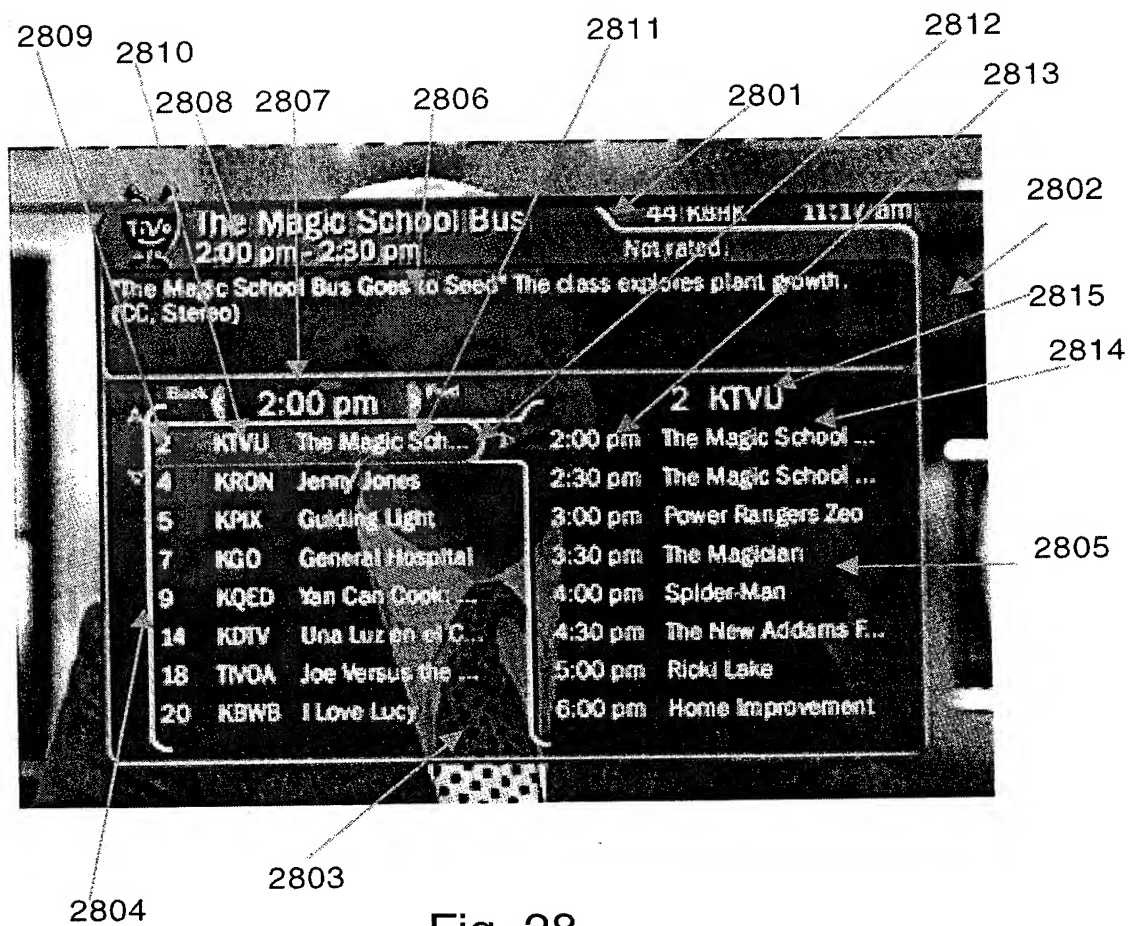 2809 2810 2811 2812
2808 2807 2806 2801 2813
2802
TiVo The Magic School Bus 44 KBHK 11:17 am
2:00 pm - 2:30 pm Not rated
"The Magic School Bus Goes to Seed" The class explores plant growth.
(CC, Stereo)
2815
2814
Back 2:00 pm Fwd 2 KTVU
2 KTVU The Magic Sch... 2:00 pm The Magic School ...
4 KRON Jenny Jones 2:30 pm The Magic School ...
5 KPIX Guiding Light 3:00 pm Power Rangers Zeo
7 KGO General Hospital 3:30 pm The Magician
2805
9 KQED Yan Can Cook: ... 4:00 pm Spider-Man
14 KDTV Una Luz en el C... 4:30 pm The New Addams F...
18 TIVOA Joe Versus the ... 5:00 pm Ricki Lake
20 KBWB I Love Lucy 6:00 pm Home Improvement
2803
2804
Fig. 28